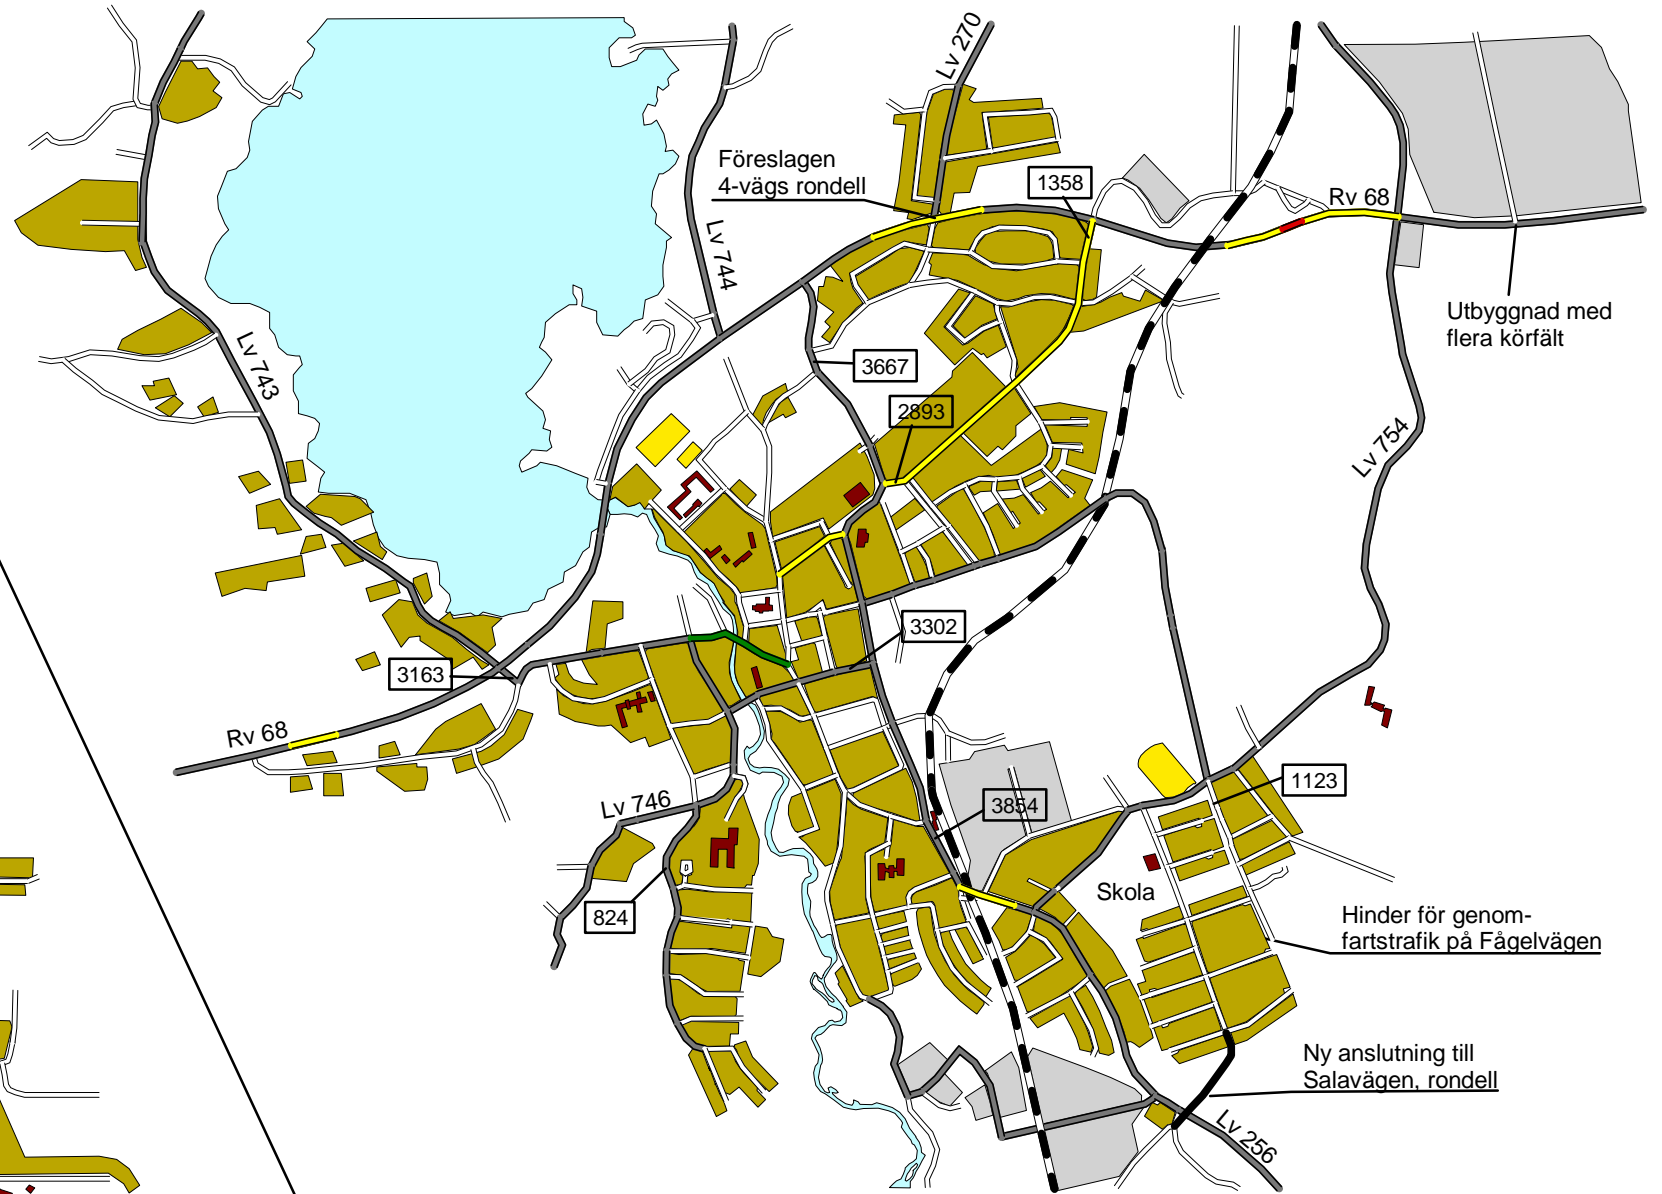 Lv 270
Föreslagen
4-vägs rondell
1358
Rv 68
Lv 744
Utbyggnad med
flera körfält
Lv 743
3667
2893
Lv 754
3302
3163
Rv 68
1123
Lv 746
3854
Skola
824
Hinder för genom-
fartstrafik på Fågelvägen
Ny anslutning till
Salavägen, rondell
Lv 256